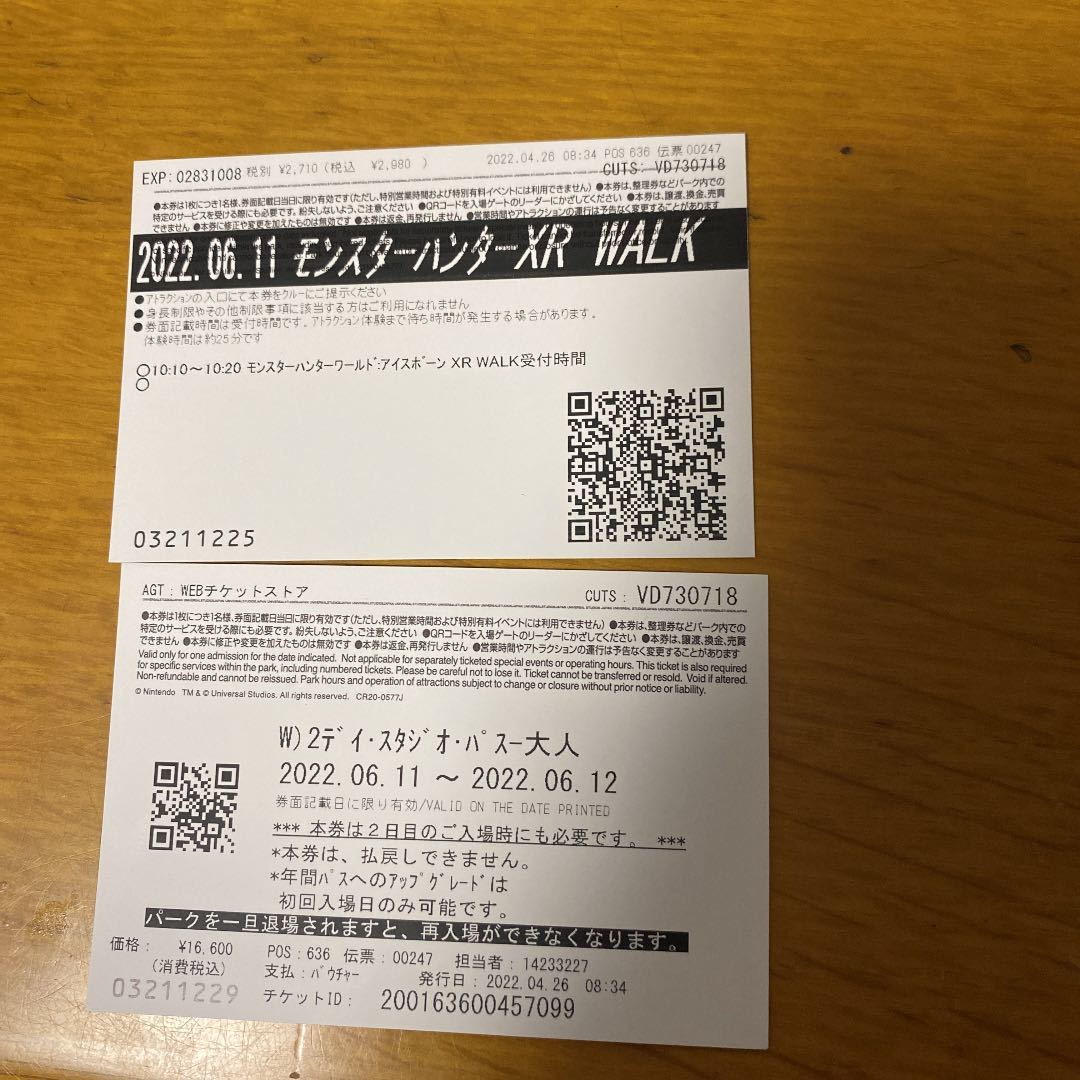 EXP: 02831008 税別 ¥2,710(税込 ¥2,980 )
2022.04.26 08:34 POS 636 伝票 00247
CUTS: VD730718
●本券は1枚につき1名様、券面記載日当日に限り有効です(ただし、特別営業時間および特別有料イベントには利用できません) ●本券は、整理券などパーク内での
特定のサービスを受ける際にも必要です。紛失しないよう、ご注意ください ●QRコードを入場ゲートのリーダーにかざしてください ●本券は、譲渡、換金、売買
できません ●本券に修正や変更を加えたものは無効です ●本券は返金、再発行しません ●営業時間やアトラクションの運行は予告なく変更することがあります
2022.06.11 モンスターハンターXR WALK
●アトラクションの入口にて本券をクルーにご提示ください
●身長制限やその他制限事項に該当する方はご利用になれません
●券面記載時間は受付時間です。アトラクション体験まで待ち時間が発生する場合があります。
体験時間は約25分です
○10:10～10:20 モンスターハンターワールド:アイスボーン XR WALK受付時間
○
03211225
AGT : WEBチケットストア
CUTS : VD730718
●本券は1枚につき1名様、券面記載日当日に限り有効です(ただし、特別営業時間および特別有料イベントには利用できません) ●本券は、整理券などパーク内での
特定のサービスを受ける際にも必要です。紛失しないよう、ご注意ください ●QRコードを入場ゲートのリーダーにかざしてください ●本券は、譲渡、換金、売買
できません ●本券に修正や変更を加えたものは無効です ●本券は返金、再発行しません ●営業時間やアトラクションの運行は予告なく変更することがあります
Valid only for one admission for the date indicated. Not applicable for separately ticketed special events or operating hours. This ticket is also required
for specific services within the park, including numbered tickets. Please be careful not to lose it. Ticket cannot be transferred or resold. Void if altered.
Non-refundable and cannot be reissued. Park hours and operation of attractions subject to change or closure without prior notice or liability.
© Nintendo TM & © Universal Studios. All rights reserved. CR20-0577J
W) 2デイ・スタジオ・パスー大人
2022.06.11 ～ 2022.06.12
券面記載日に限り有効/VALID ON THE DATE PRINTED
*** 本券は2日目のご入場時にも必要です。 ***
*本券は、払戻しできません。
*年間パスへのアップグレードは
初回入場日のみ可能です。
パークを一旦退場されますと、再入場ができなくなります。
価格: ¥16,600 POS : 636 伝票 : 00247 担当者 : 14233227
(消費税込) 支払 : バウチャー 発行日 : 2022.04.26 08:34
03211229 チケットID : 200163600457099